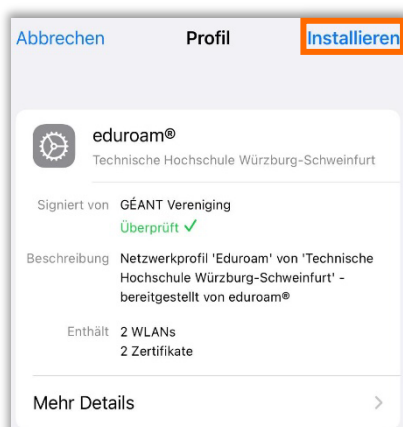 Abbrechen Profil Installieren
eduroam®
Technische Hochschule Würzburg-Schweinfurt
Signiert von GÉANT Vereniging
Überprüft ✓
Beschreibung Netzwerkprofil 'Eduroam' von 'Technische
Hochschule Würzburg-Schweinfurt' -
bereitgestellt von eduroam®
Enthält 2 WLANs
2 Zertifikate
Mehr Details